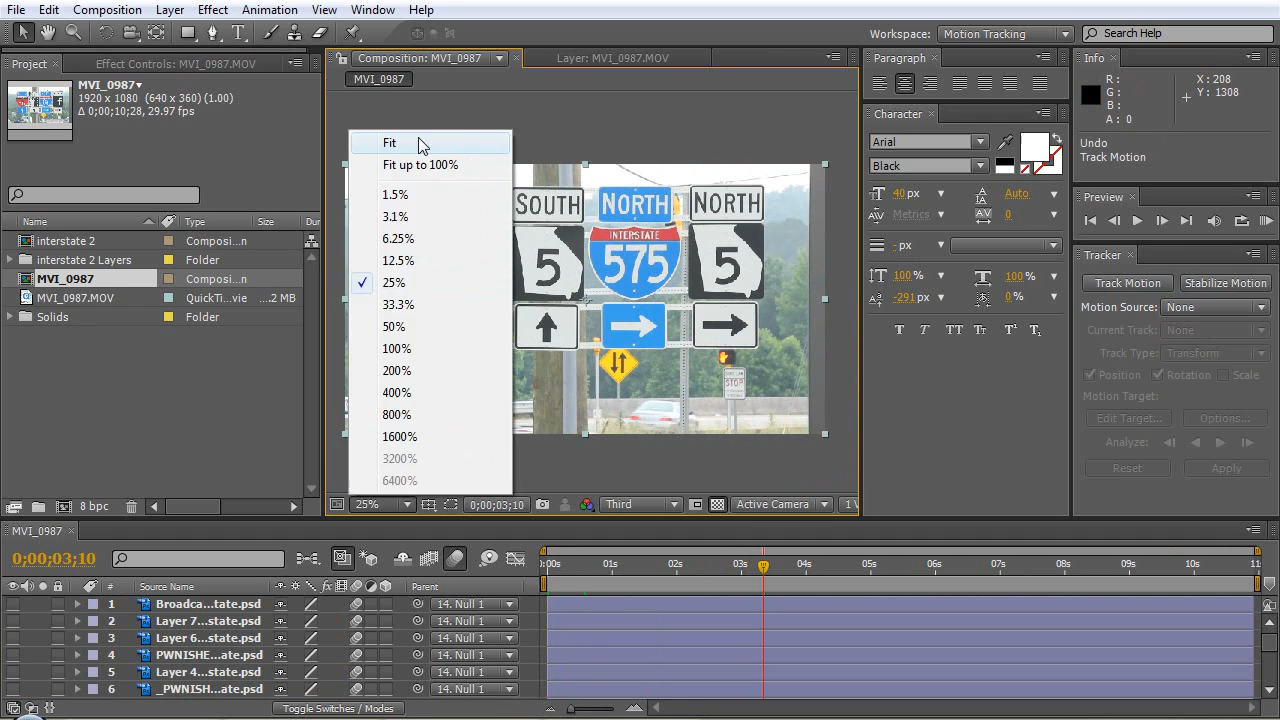 File Edit Composition Layer Effect Animation View Window Help
Workspace: Motion Tracking Search Help
Project Effect Controls: MVI_0987.MOV
Composition: MVI_0987 Layer: MVI_0987.MOV
MVI_0987
MVI_0987
1920 x 1080 (640 x 360) (1.00)
Δ 0;00;10;28, 29.97 fps
Name Type Size Du
interstate 2 Composi...n
interstate 2 Layers Folder
MVI_0987 Composi...n
MVI_0987.MOV QuickTi...vie ...2 MB
Solids Folder
8 bpc
Fit
Fit up to 100%
1.5%
3.1%
6.25%
12.5%
25%
33.3%
50%
100%
200%
400%
800%
1600%
3200%
6400%
SOUTH NORTH NORTH
INTERSTATE
5 575 5
STOP
25% 0;00;03;10 Third Active Camera 1 V
Paragraph
Character
Arial
Black
40 px Auto
Metrics 0
- px
100% 100%
-291 px 0%
T T TT Tт T¹ T₁
Info
R : X : 208
G : Y : 1308
B :
A : 0
Undo
Track Motion
Preview
Tracker
Track Motion Stabilize Motion
Motion Source: None
Current Track: None
Track Type: Transform
Position Rotation Scale
Motion Target:
Edit Target... Options...
Analyze:
Reset Apply
MVI_0987
0;00;03;10
0:00s 01s 02s 03s 04s 05s 06s 07s 08s 09s 10s 11s
# Source Name Parent
1 Broadca...tate.psd 14. Null 1
2 Layer 7...state.psd 14. Null 1
3 Layer 6...state.psd 14. Null 1
4 PWNISHE...ate.psd 14. Null 1
5 Layer 4...state.psd 14. Null 1
6 _PWNISH...ate.psd 14. Null 1
Toggle Switches / Modes